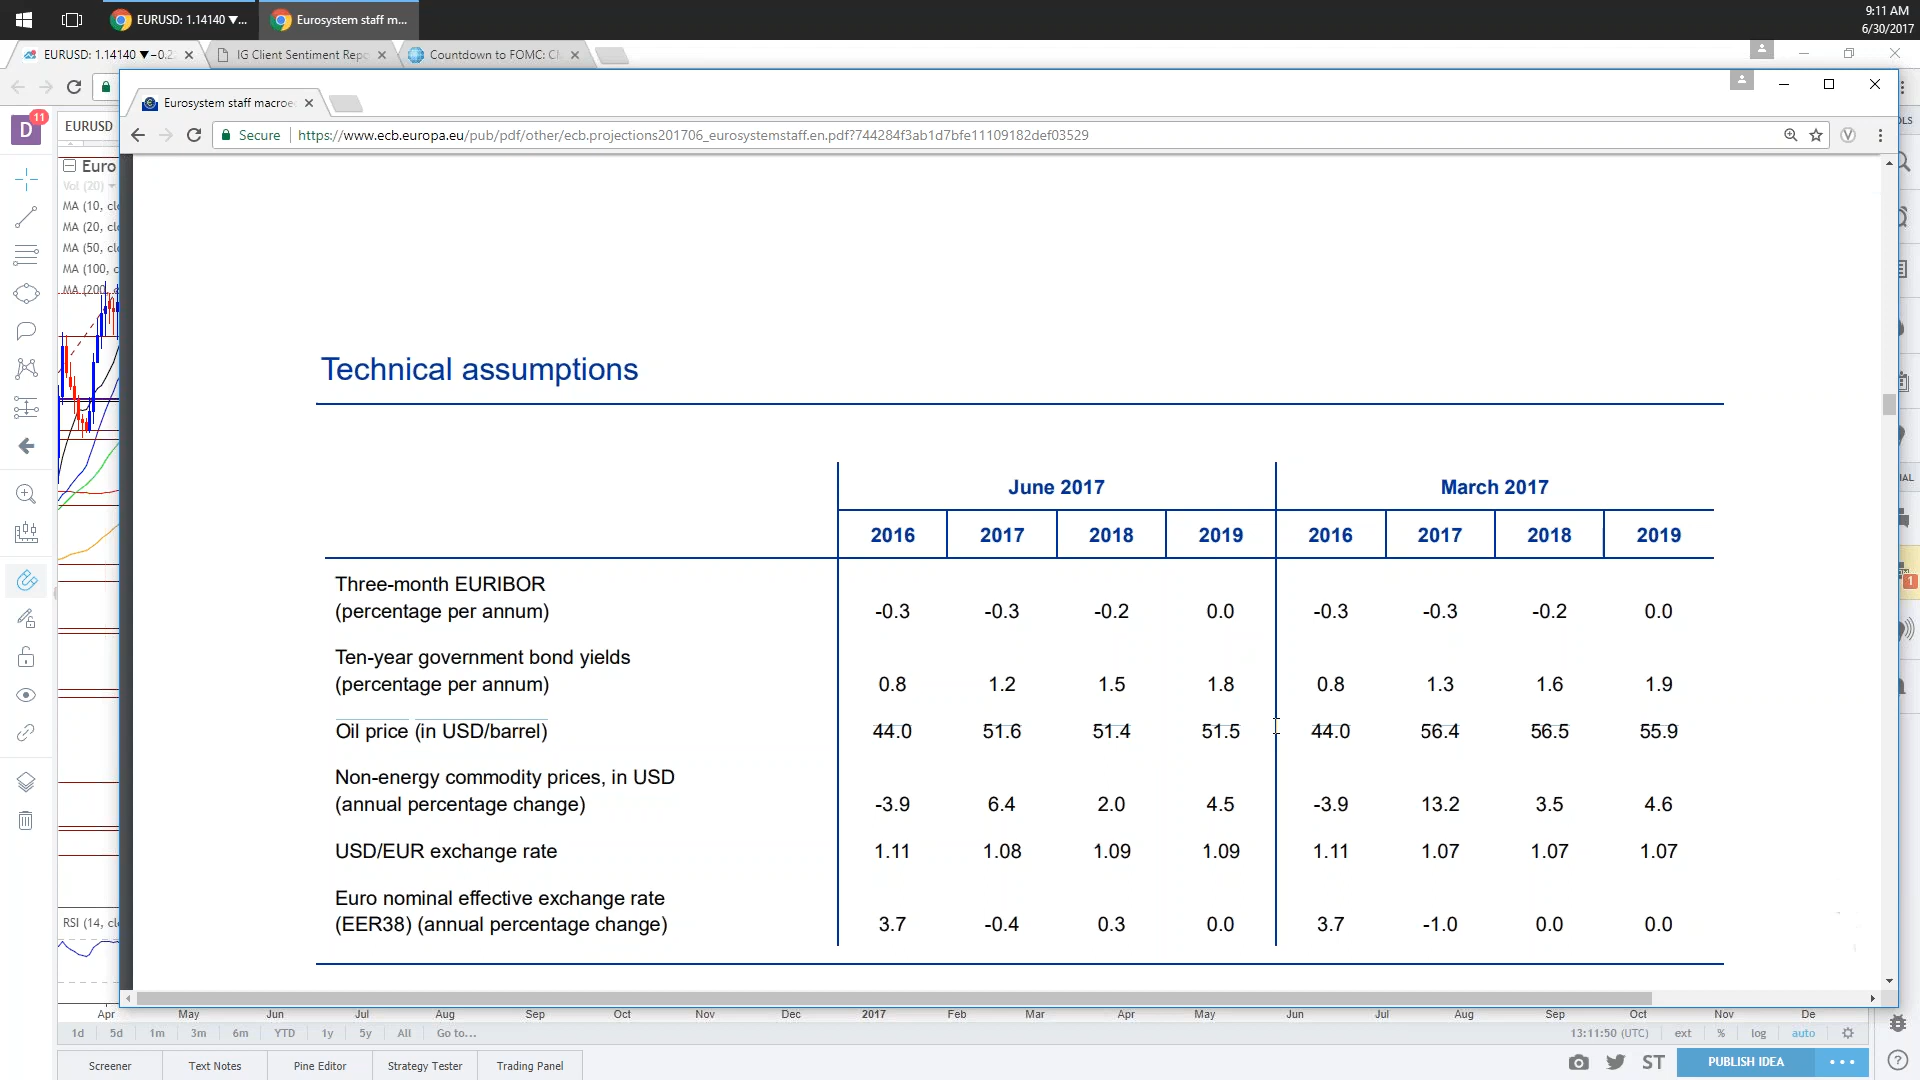 EURUSD: 1.14140 ▼...
Eurosystem staff m...
9:11 AM
6/30/2017
EURUSD: 1.14140 ▼−0.2
IG Client Sentiment Repo
Countdown to FOMC: C
Eurosystem staff macroe
Secure
https://www.ecb.europa.eu/pub/pdf/other/ecb.projections201706_eurosystemstaff.en.pdf?744284f3ab1d7bfe11109182def03529
D
11
EURUSD
Euro
Vol (20)
MA (10, clo
MA (20, clo
MA (50, clo
MA (100, c
MA (200, c
Technical assumptions
June 2017 March 2017
2016 2017 2018 2019 2016 2017 2018 2019
Three-month EURIBOR
(percentage per annum) -0.3 -0.3 -0.2 0.0 -0.3 -0.3 -0.2 0.0
Ten-year government bond yields
(percentage per annum) 0.8 1.2 1.5 1.8 0.8 1.3 1.6 1.9
Oil price (in USD/barrel) 44.0 51.6 51.4 51.5 44.0 56.4 56.5 55.9
Non-energy commodity prices, in USD
(annual percentage change) -3.9 6.4 2.0 4.5 -3.9 13.2 3.5 4.6
USD/EUR exchange rate 1.11 1.08 1.09 1.09 1.11 1.07 1.07 1.07
Euro nominal effective exchange rate
(EER38) (annual percentage change) 3.7 -0.4 0.3 0.0 3.7 -1.0 0.0 0.0
RSI (14, clo
1
Apr May Jun Jul Aug Sep Oct Nov Dec 2017 Feb Mar Apr May Jun Jul Aug Sep Oct Nov De
1d 5d 1m 3m 6m YTD 1y 5y All Go to... 13:11:50 (UTC) ext % log auto
Screener Text Notes Pine Editor Strategy Tester Trading Panel ST PUBLISH IDEA